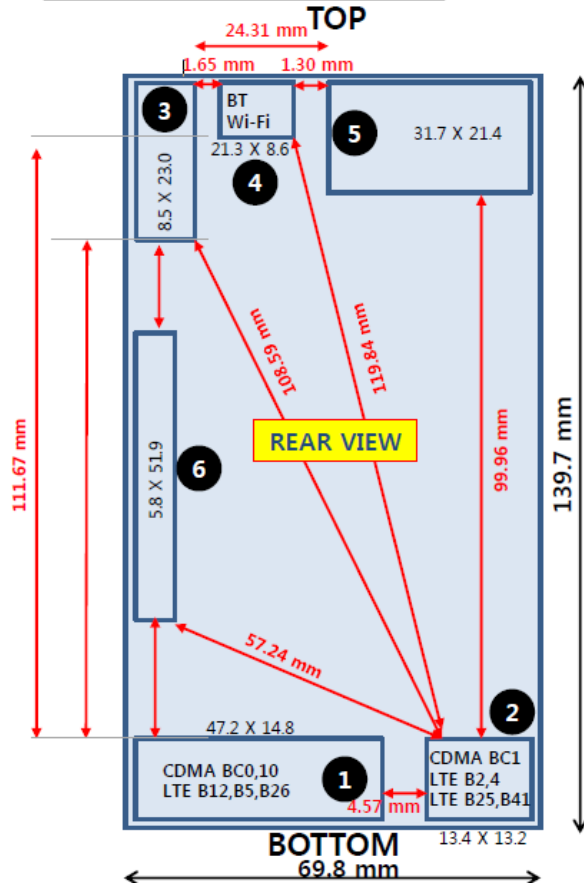 TOP
24.31 mm
1.65 mm
1.30 mm
3
BT
Wi-Fi
5
31.7 X 21.4
21.3 X 8.6
4
8.5 X 23.0
108.59 mm
119.84 mm
REAR VIEW
6
5.8 X 51.9
111.67 mm
99.96 mm
139.7 mm
57.24 mm
2
47.2 X 14.8
CDMA BC0,10
LTE B12,B5,B26
1
4.57 mm
CDMA BC1
LTE B2,4
LTE B25,B41
13.4 X 13.2
BOTTOM
69.8 mm